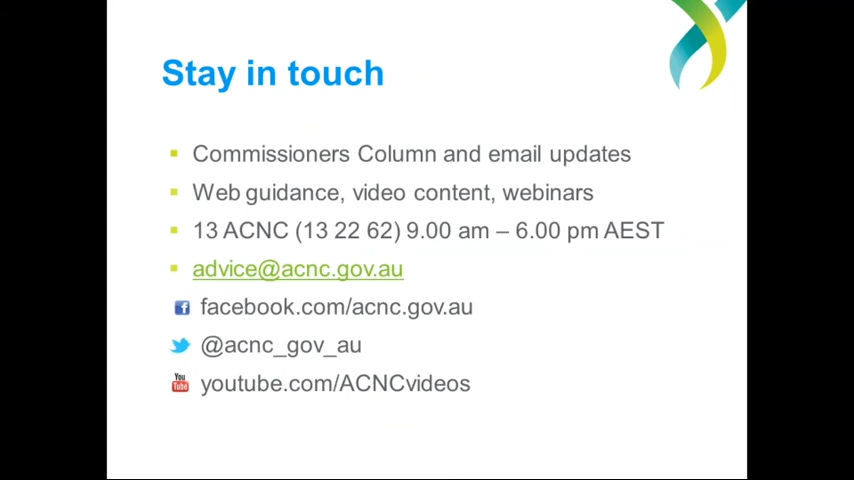 Stay in touch
Commissioners Column and email updates
Web guidance, video content, webinars
13 ACNC (13 22 62) 9.00 am – 6.00 pm AEST
advice@acnc.gov.au
facebook.com/acnc.gov.au
@acnc_gov_au
You Tube youtube.com/ACNCvideos